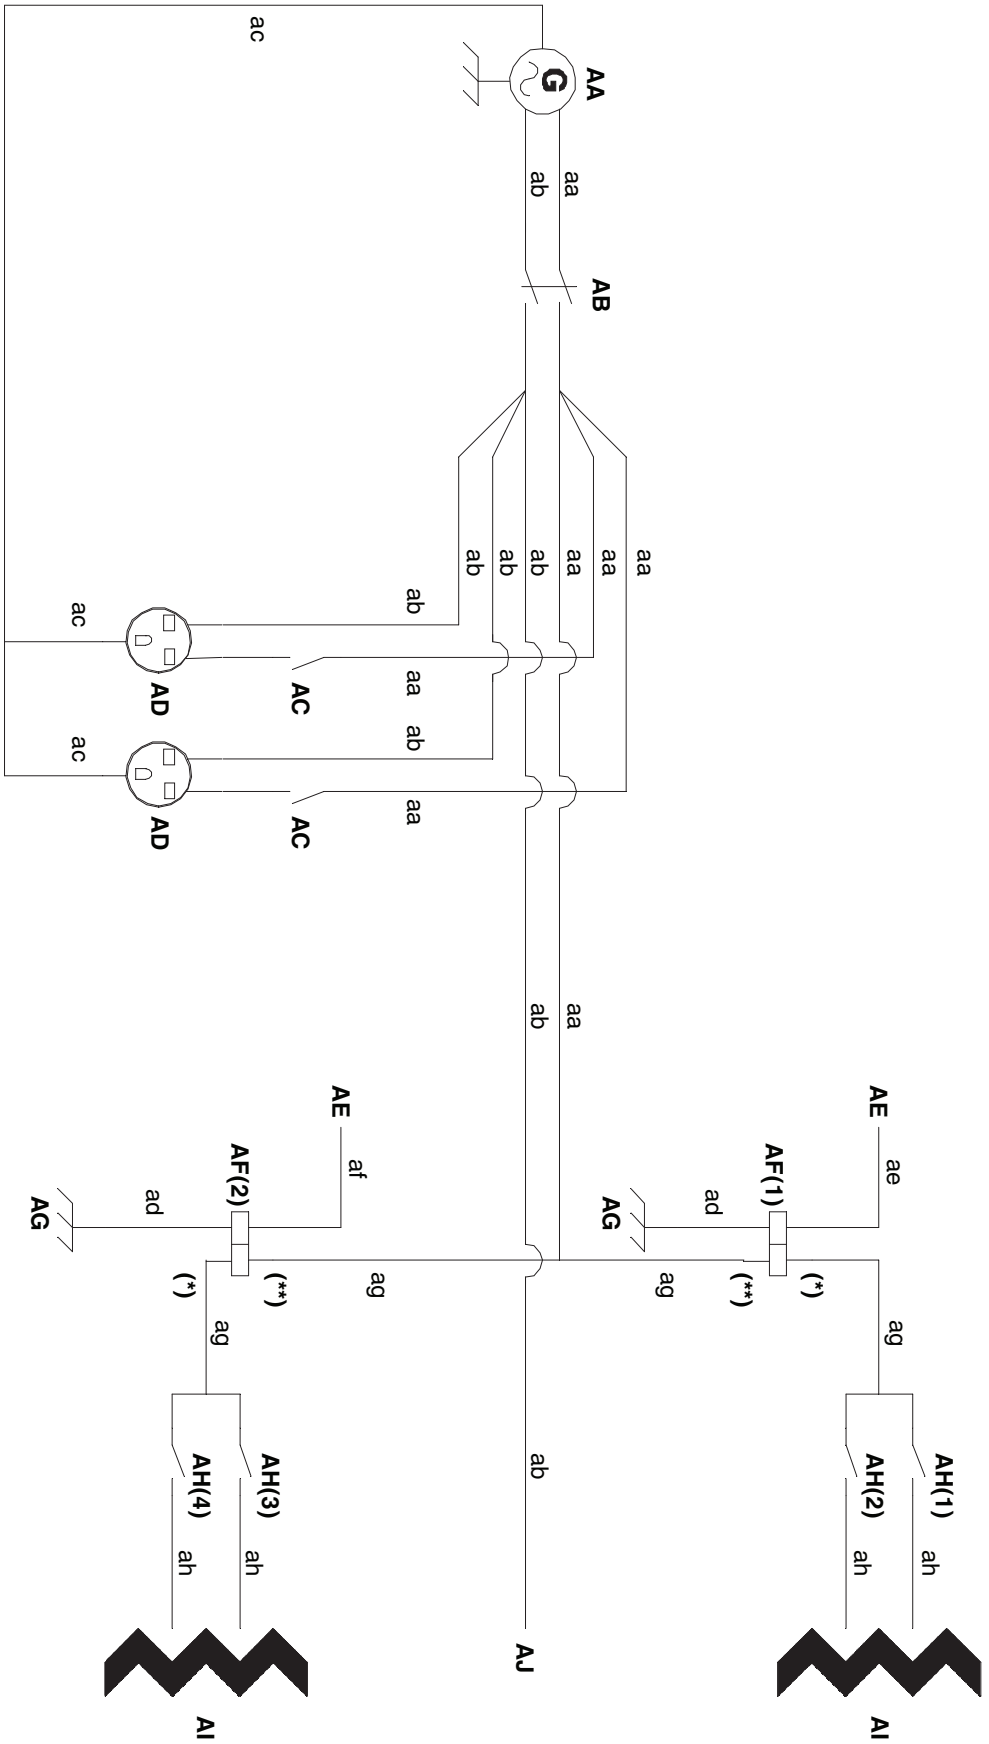 AH(1)
ah
AE
ae
ag
AI
AH(2)
ah
(*)
AF(1)
(**)
ad
ag
aa
AG
aa
AB
AA
aa
aa
aa
G
ab
ab
ab
ab
AJ
ab
ab
ab
aa
ab
aa
ag
af
AE
AC
AC
(**)
AH(3)
ac
ah
AF(2)
ag
AI
AH(4)
ah
(*)
AD
AD
ad
ac
ac
AG